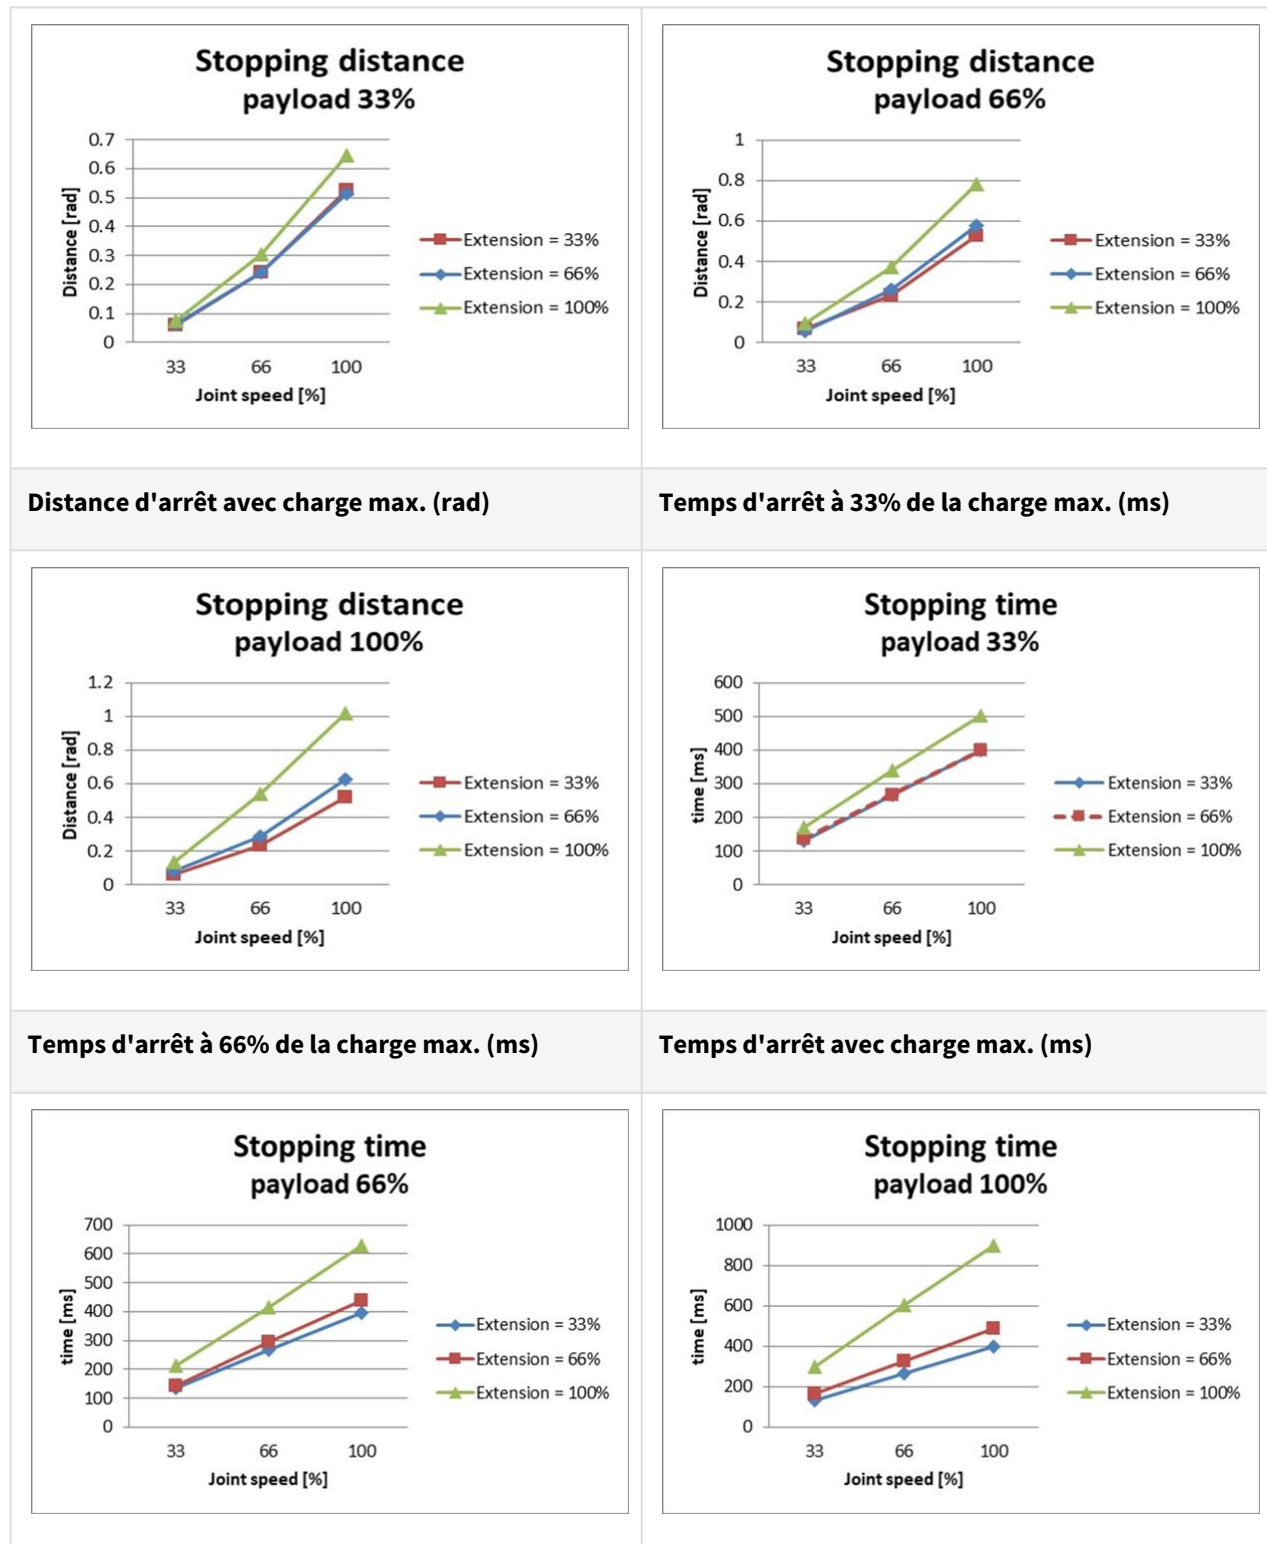 Stopping distance
payload 33%
0.7
0.6
0.5
0.4
0.3
0.2
0.1
0
Distance [rad]
33 66 100
Joint speed [%]
Extension = 33%
Extension = 66%
Extension = 100%
Stopping distance
payload 66%
1
0.8
0.6
0.4
0.2
0
Distance [rad]
33 66 100
Joint speed [%]
Extension = 33%
Extension = 66%
Extension = 100%
Distance d'arrêt avec charge max. (rad)
Temps d'arrêt à 33% de la charge max. (ms)
Stopping distance
payload 100%
1.2
1
0.8
0.6
0.4
0.2
0
Distance [rad]
33 66 100
Joint speed [%]
Extension = 33%
Extension = 66%
Extension = 100%
Stopping time
payload 33%
600
500
400
300
200
100
0
time [ms]
33 66 100
Joint speed [%]
Extension = 33%
Extension = 66%
Extension = 100%
Temps d'arrêt à 66% de la charge max. (ms)
Temps d'arrêt avec charge max. (ms)
Stopping time
payload 66%
700
600
500
400
300
200
100
0
time [ms]
33 66 100
Joint speed [%]
Extension = 33%
Extension = 66%
Extension = 100%
Stopping time
payload 100%
1000
800
600
400
200
0
time [ms]
33 66 100
Joint speed [%]
Extension = 33%
Extension = 66%
Extension = 100%